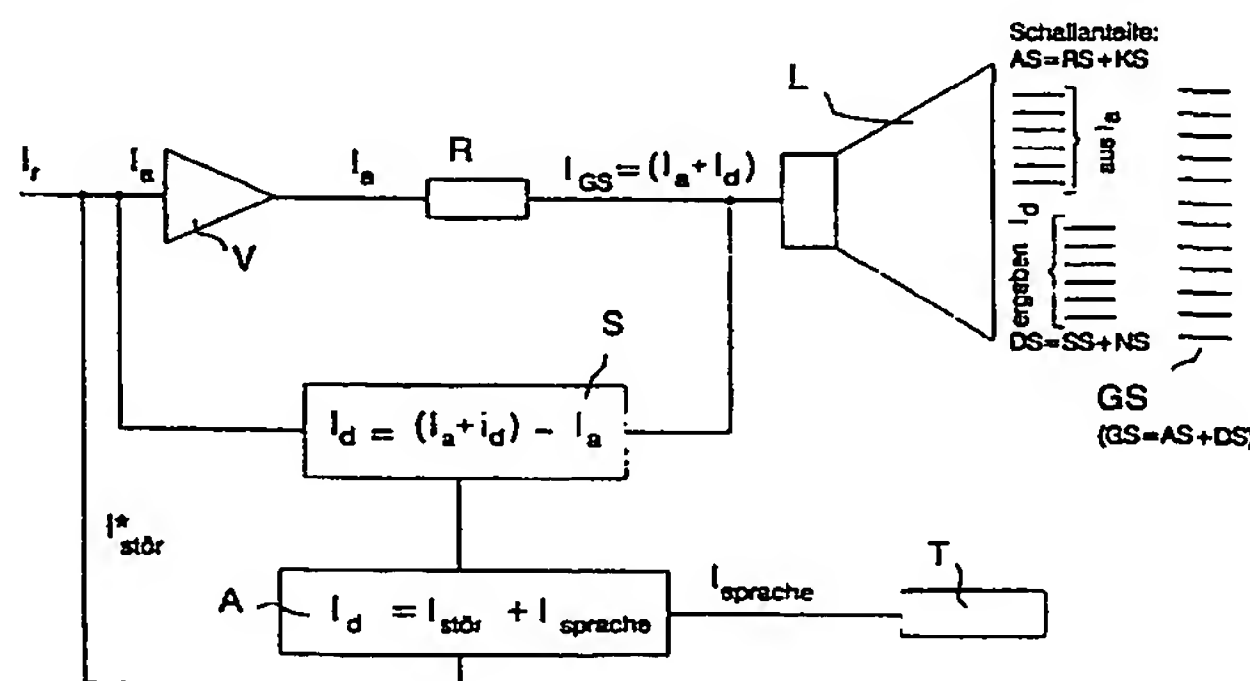 Schallanteile:
AS=RS+KS
L
aus I_a
I_r
I_a
I_a
R
I_GS = (I_a + I_d)
V
ergeben I_d
DS=SS+NS
S
GS
(GS=AS+DS)
I_d = (I_a + i_d) - I_a
I*_stör
A
I_d = I_stör + I_sprache
I_sprache
T